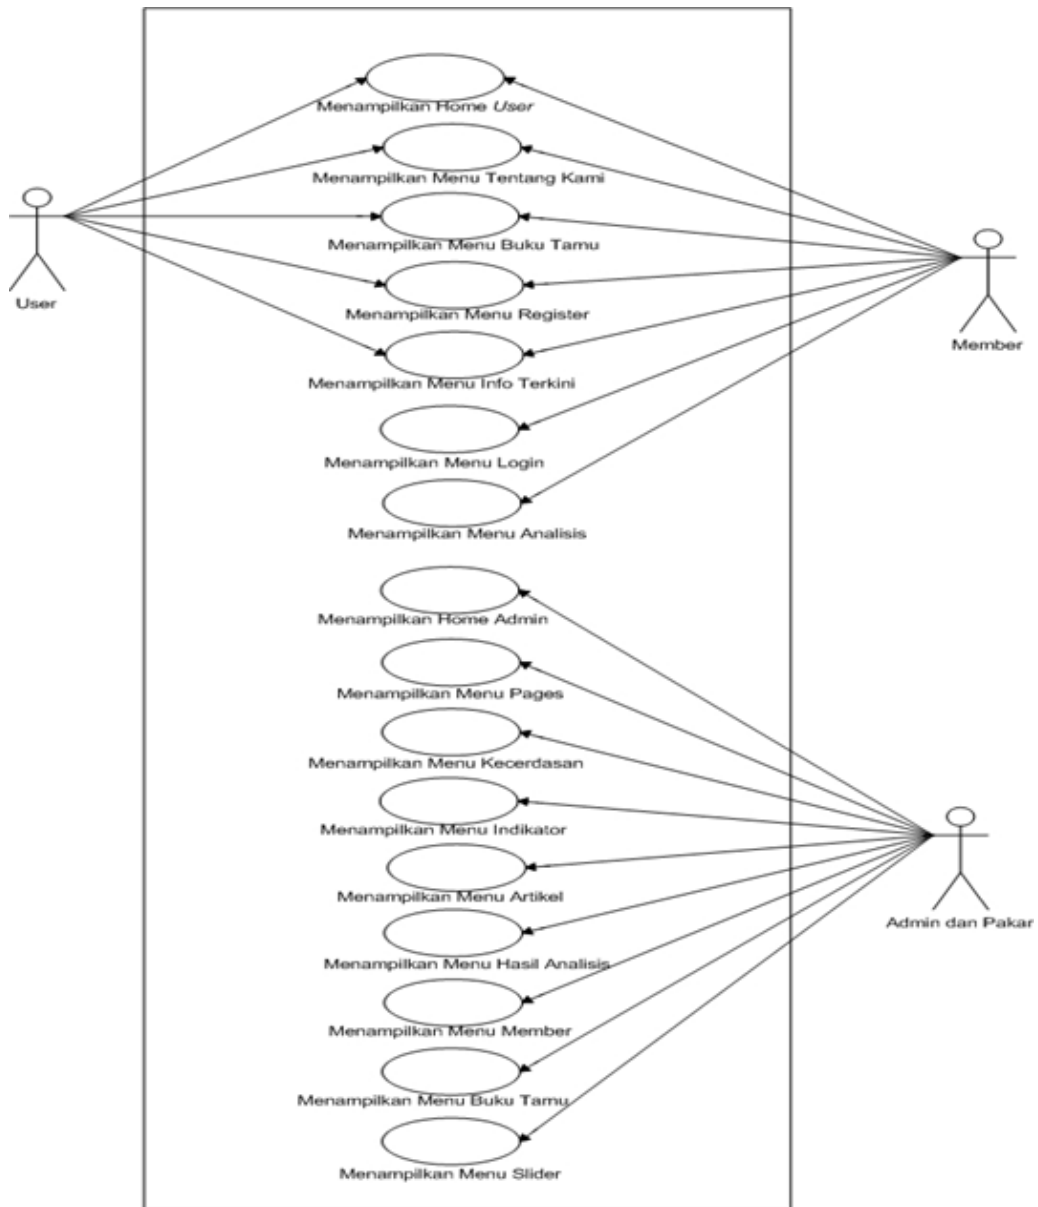 Menampilkan Home User
Menampilkan Menu Tentang Kami
Menampilkan Menu Buku Tamu
User
Menampilkan Menu Register
Member
Menampilkan Menu Info Terkini
Menampilkan Menu Login
Menampilkan Menu Analisis
Menampilkan Home Admin
Menampilkan Menu Pages
Menampilkan Menu Kecerdasan
Menampilkan Menu Indikator
Menampilkan Menu Artikel
Admin dan Pakar
Menampilkan Menu Hasil Analisis
Menampilkan Menu Member
Menampilkan Menu Buku Tamu
Menampilkan Menu Slider